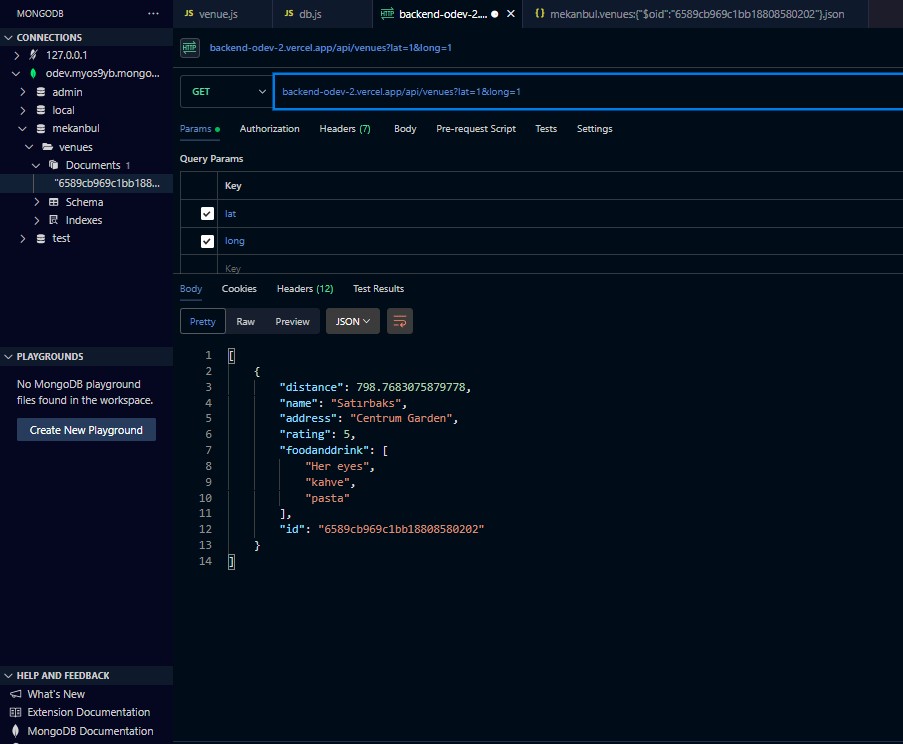 MONGODB ...
CONNECTIONS
127.0.0.1
odev.myos9yb.mongo...
admin
local
mekanbul
venues
Documents 1
"6589cb969c1bb188...
Schema
Indexes
test
PLAYGROUNDS
No MongoDB playground
files found in the workspace.
Create New Playground
HELP AND FEEDBACK
What's New
Extension Documentation
MongoDB Documentation
JS venue.js
JS db.js
HTTP backend-odev-2....
{} mekanbul.venues:{"$oid":"6589cb969c1bb18808580202"}.json
HTTP backend-odev-2.vercel.app/api/venues?lat=1&long=1
GET backend-odev-2.vercel.app/api/venues?lat=1&long=1
Params Authorization Headers (7) Body Pre-request Script Tests Settings
Query Params
Key
lat
long
Key
Body Cookies Headers (12) Test Results
Pretty Raw Preview JSON
1 [
2 {
3 "distance": 798.7683075879778,
4 "name": "Satırbaks",
5 "address": "Centrum Garden",
6 "rating": 5,
7 "foodanddrink": [
8 "Her eyes",
9 "kahve",
10 "pasta"
11 ],
12 "id": "6589cb969c1bb18808580202"
13 }
14 ]